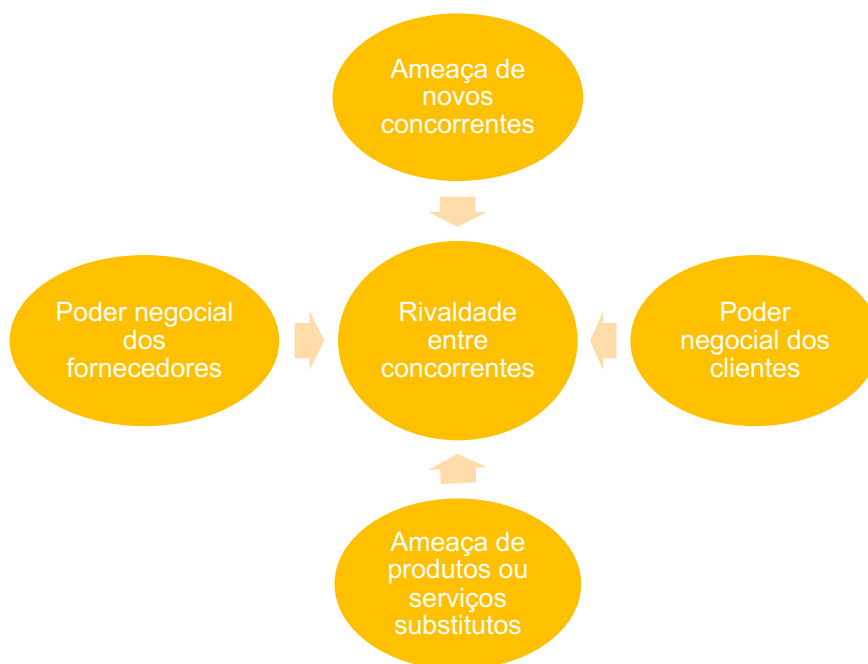 Ameaça de
novos
concorrentes
Poder negocial
dos
fornecedores
Rivaldade
entre
concorrentes
Poder
negocial dos
clientes
Ameaça de
produtos ou
serviços
substitutos